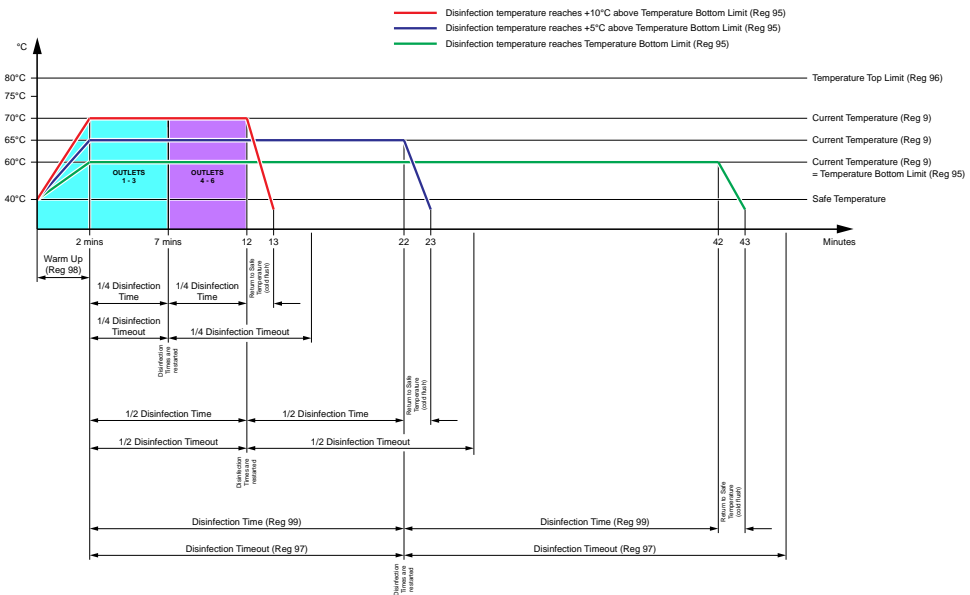 Disinfection temperature reaches +10°C above Temperature Bottom Limit (Reg 95)
Disinfection temperature reaches +5°C above Temperature Bottom Limit (Reg 95)
Disinfection temperature reaches Temperature Bottom Limit (Reg 95)
°C
80°C
Temperature Top Limit (Reg 96)
75°C
70°C
Current Temperature (Reg 9)
65°C
Current Temperature (Reg 9)
60°C
Current Temperature (Reg 9)
= Temperature Bottom Limit (Reg 95)
OUTLETS
1 - 3
OUTLETS
4 - 6
40°C
Safe Temperature
2 mins
7 mins
12
13
22
23
42
43
Minutes
Warm Up
(Reg 98)
Return to Safe
Temperature
(cold flush)
1/4 Disinfection
Time
1/4 Disinfection
Time
1/4 Disinfection
Timeout
1/4 Disinfection Timeout
Disinfection
Times are
restarted
Return to Safe
Temperature
(cold flush)
1/2 Disinfection Time
1/2 Disinfection Time
1/2 Disinfection Timeout
1/2 Disinfection Timeout
Disinfection
Times are
restarted
Return to Safe
Temperature
(cold flush)
Disinfection Time (Reg 99)
Disinfection Time (Reg 99)
Disinfection Timeout (Reg 97)
Disinfection Timeout (Reg 97)
Disinfection
Times are
restarted